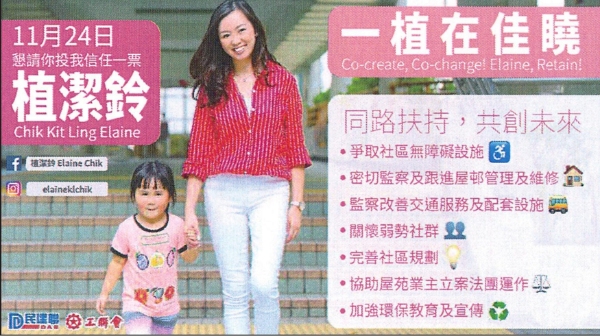 11月24日
懇請你投我信任一票
植潔鈴
Chik Kit Ling Elaine
植潔鈴 Elaine Chik
elaineklchik
民建聯
DAB
工聯會
一植在佳曉
Co-create, Co-change! Elaine, Retain!
同路扶持，共創未來
•爭取社區無障礙設施
•密切監察及跟進屋邨管理及維修
•監察改善交通服務及配套設施
•關懷弱勢社群
•完善社區規劃
•協助屋苑業主立案法團運作
•加強環保教育及宣傳